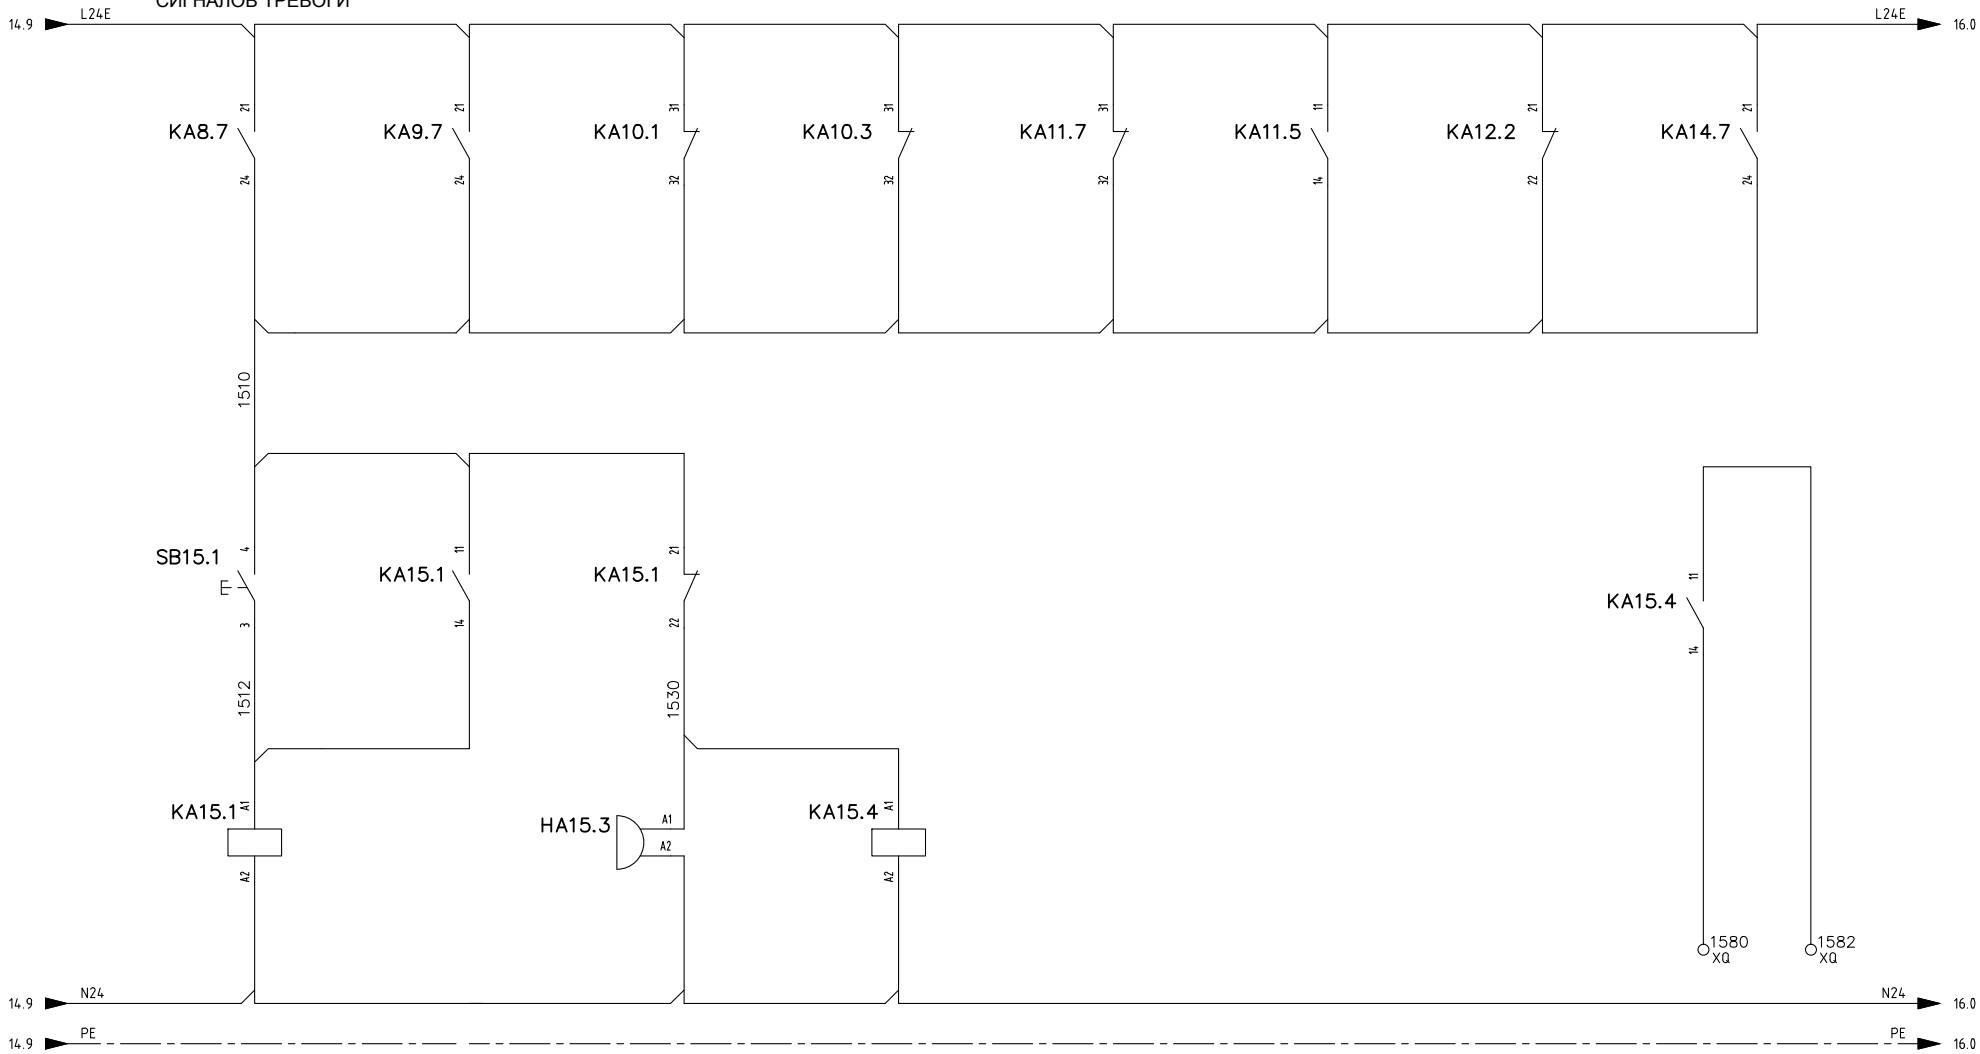 СИГНАЛОВ ТРЕВОГИ
14.9 L24E L24E 16.0
21 21 31 31 31 11 21 21
KA8.7 KA9.7 KA10.1 KA10.3 KA11.7 KA11.5 KA12.2 KA14.7
24 24 32 32 32 14 22 24
1510
4 11 21
SB15.1 KA15.1 KA15.1
11
KA15.4
3 14 22
14
1512 1530
KA15.1 A1 HA15.3 A1 KA15.4 A1
A2 A2 A2
1580 1582
XQ XQ
14.9 N24 N24 16.0
14.9 PE PE 16.0